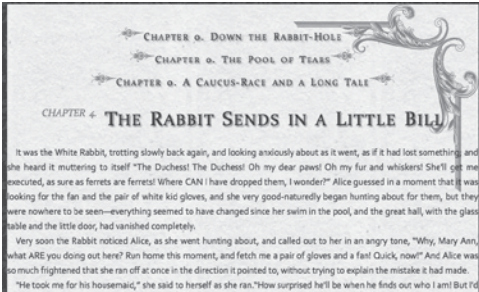 CHAPTER 0. DOWN THE RABBIT-HOLE
CHAPTER 0. THE POOL OF TEARS
CHAPTER 0. A CAUCUS-RACE AND A LONG TALE
CHAPTER 4 THE RABBIT SENDS IN A LITTLE BILL
It was the White Rabbit, trotting slowly back again, and looking anxiously about as it went, as if it had lost something; and
she heard it muttering to itself "The Duchess! The Duchess! Oh my dear paws! Oh my fur and whiskers! She'll get me
executed, as sure as ferrets are ferrets! Where CAN I have dropped them, I wonder?" Alice guessed in a moment that it was
looking for the fan and the pair of white kid gloves, and she very good-naturedly began hunting about for them, but they
were nowhere to be seen—everything seemed to have changed since her swim in the pool, and the great hall, with the glass
table and the little door, had vanished completely.
Very soon the Rabbit noticed Alice, as she went hunting about, and called out to her in an angry tone, "Why, Mary Ann,
what ARE you doing out here? Run home this moment, and fetch me a pair of gloves and a fan! Quick, now!" And Alice was
so much frightened that she ran off at once in the direction it pointed to, without trying to explain the mistake it had made.
"He took me for his housemaid," she said to herself as she ran."How surprised he'll be when he finds out who I am! But I'd